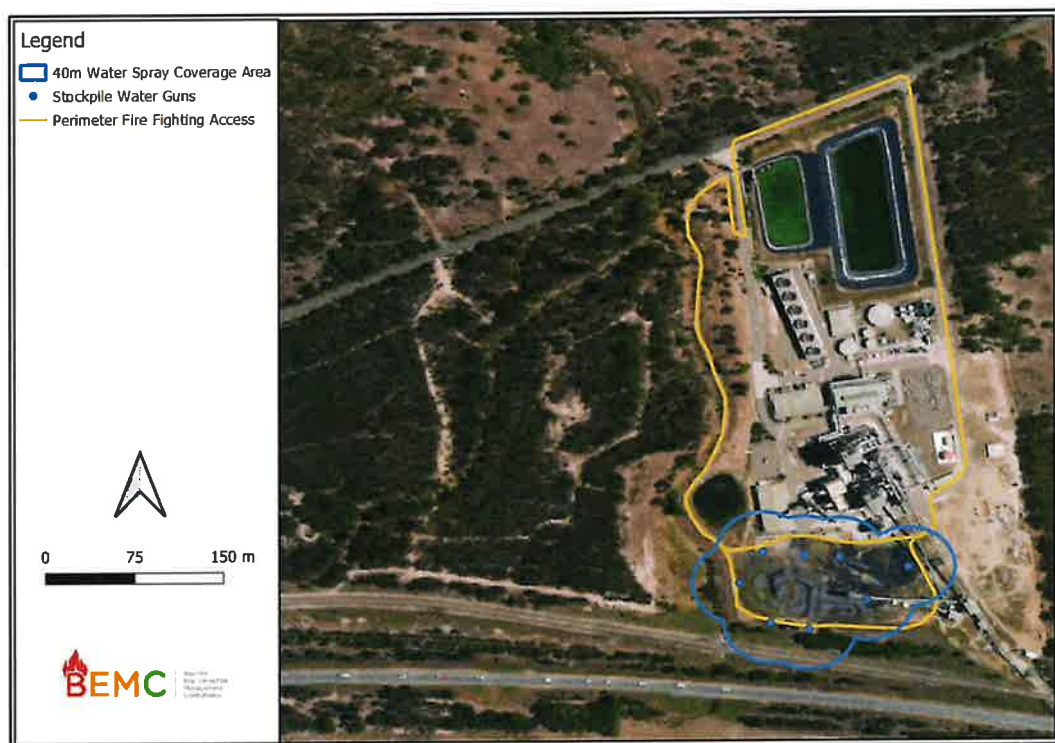 Legend
40m Water Spray Coverage Area
Stockpile Water Guns
Perimeter Fire Fighting Access
0 75 150 m
BEMC